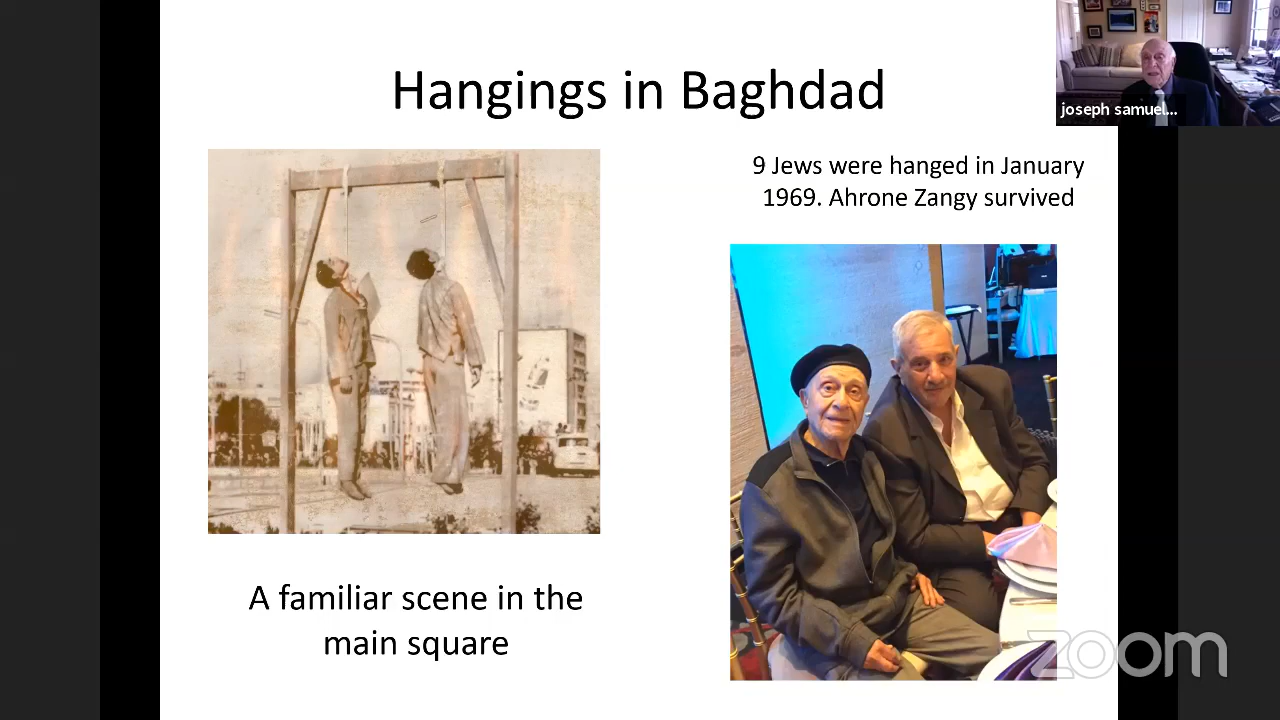 Hangings in Baghdad
joseph samuel...
9 Jews were hanged in January
1969. Ahrone Zangy survived
A familiar scene in the
main square
zoom